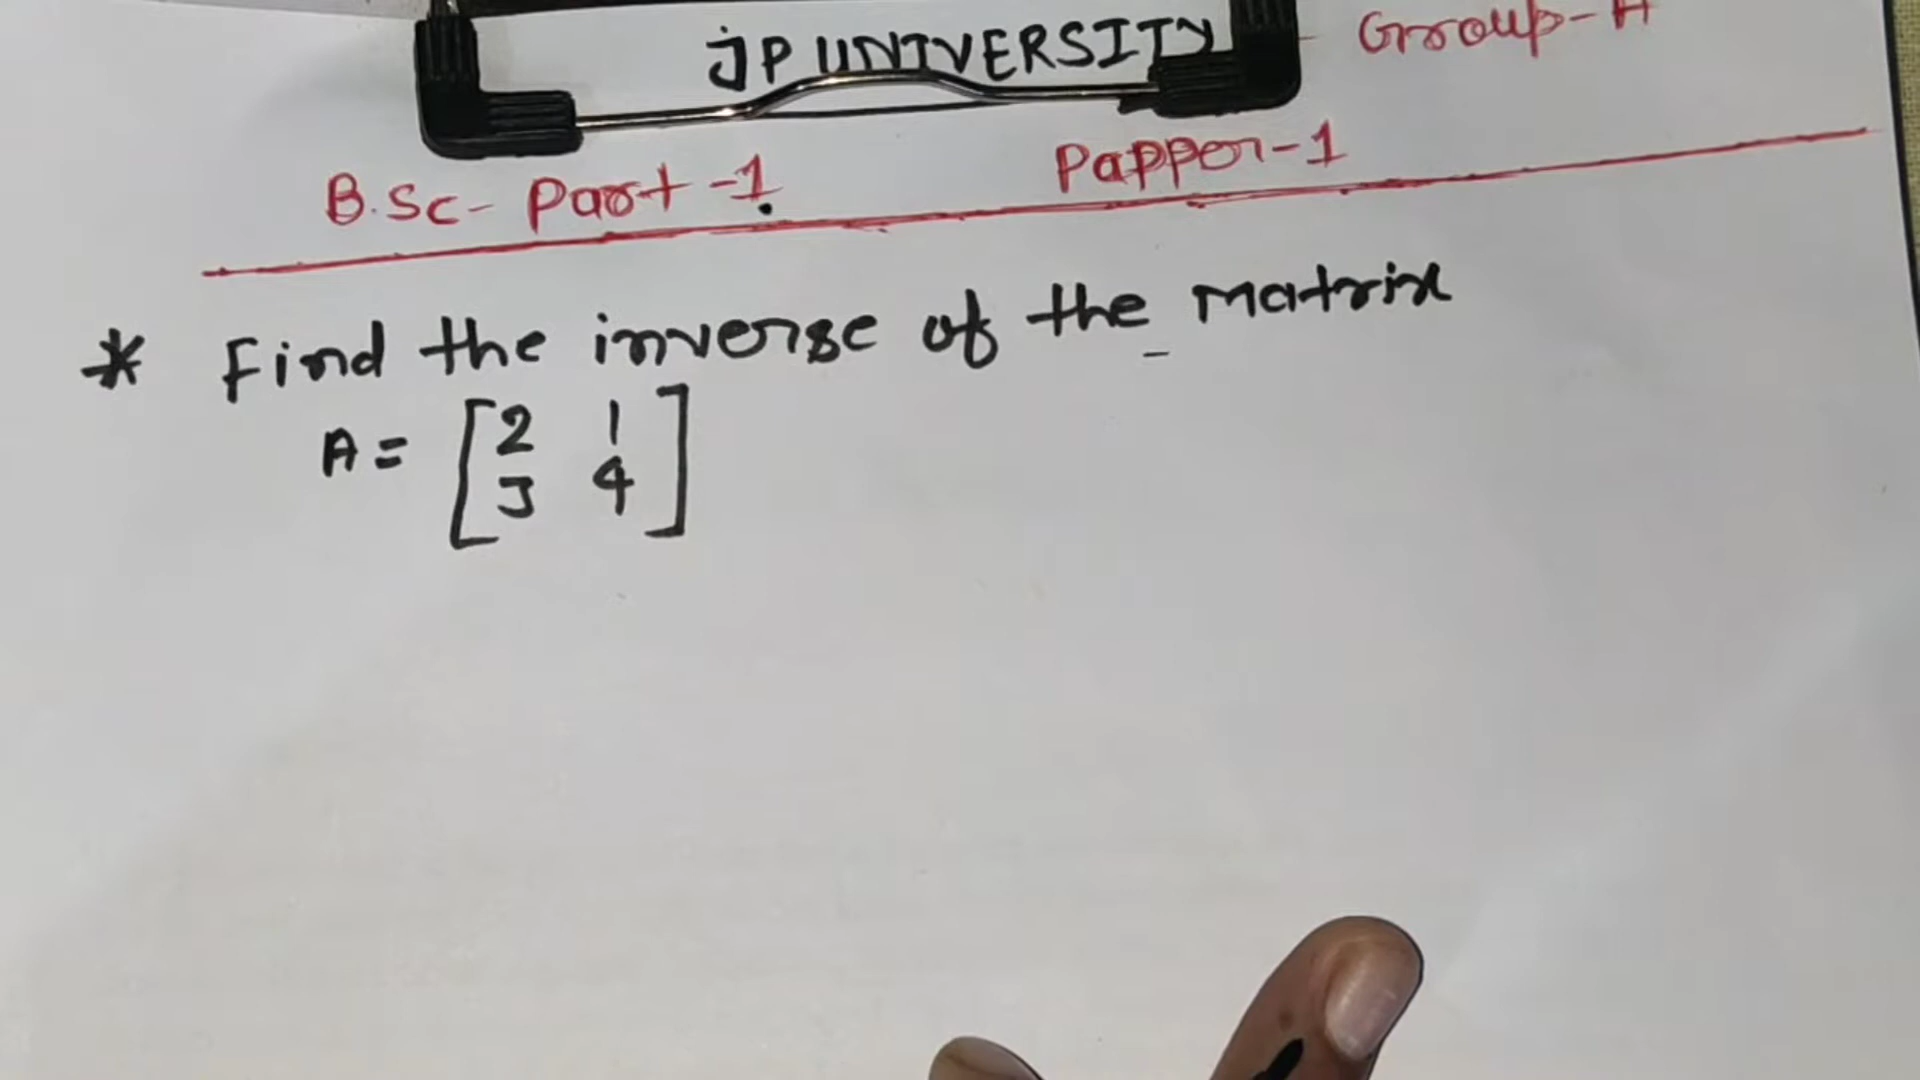 JP UNIVERSITY
Group-A
B.Sc- Part-1
Papper-1
* Find the inverse of the Matrix
A = [2 1
3 4]